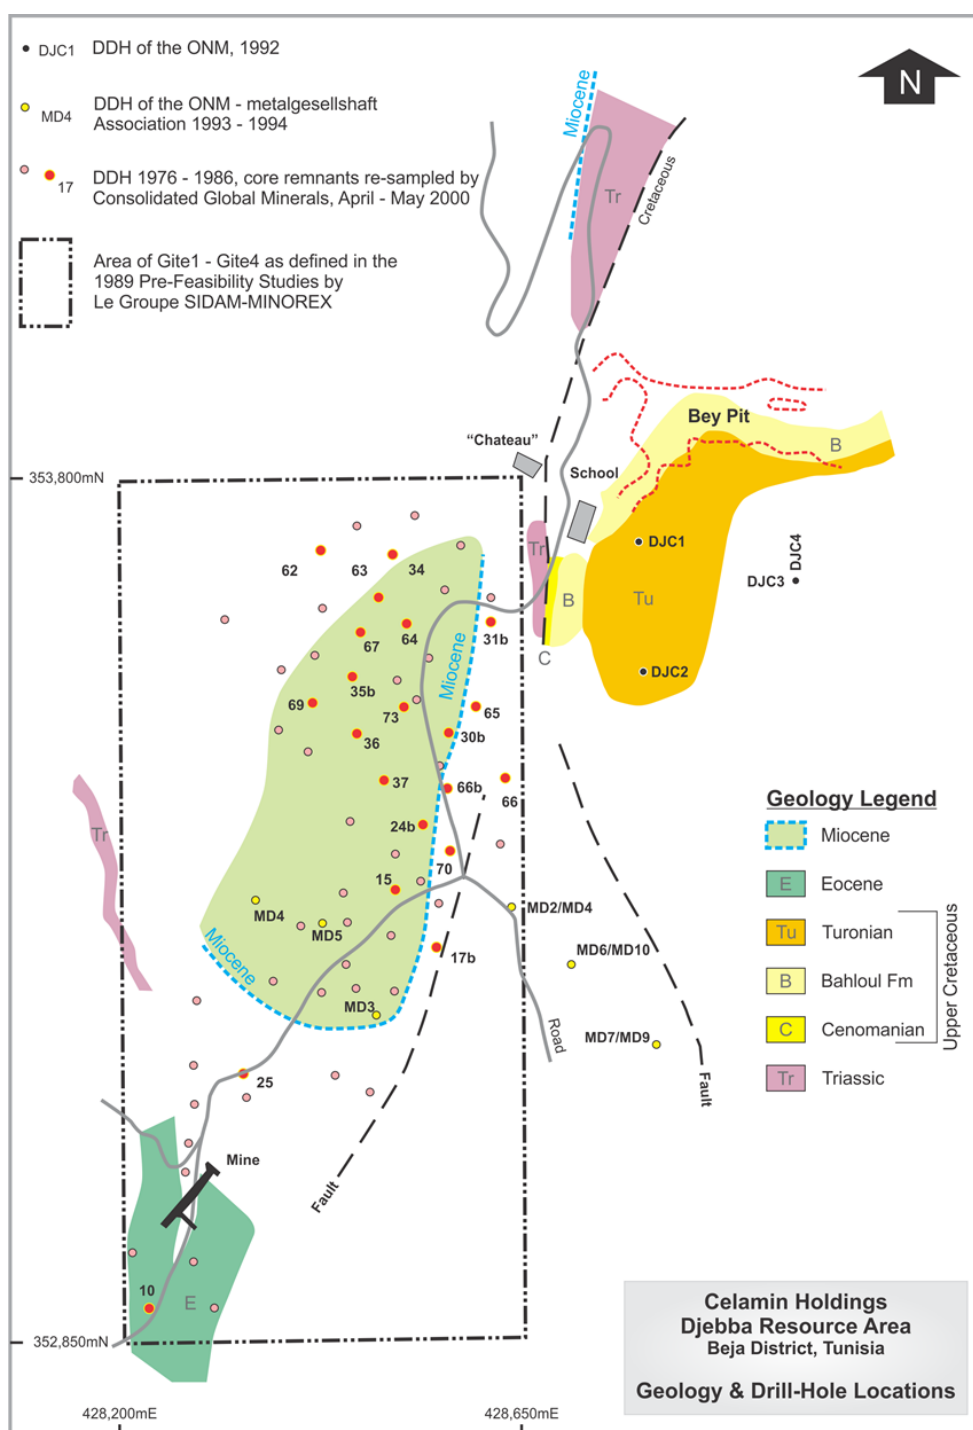 DJC1 DDH of the ONM, 1992
MD4 DDH of the ONM - metalgesellshaft
Association 1993 - 1994
17 DDH 1976 - 1986, core remnants re-sampled by
Consolidated Global Minerals, April - May 2000
Area of Gite1 - Gite4 as defined in the
1989 Pre-Feasibility Studies by
Le Groupe SIDAM-MINOREX
N
Miocene
Tr
Cretaceous
Bey Pit
B
"Chateau"
School
353,800mN
Tr
DJC1
DJC4
DJC3
B
Tu
C
DJC2
62
63
34
67
64
31b
Miocene
35b
69
73
65
36
30b
37
66b
66
24b
70
15
Tr
MD4
MD5
MD2/MD4
Miocene
17b
MD6/MD10
MD3
Road
MD7/MD9
Fault
25
Mine
Fault
10
E
352,850mN
428,200mE
428,650mE
Geology Legend
Miocene
E Eocene
Tu Turonian
B Bahloul Fm
C Cenomanian
Upper Cretaceous
Tr Triassic
Celamin Holdings
Djebba Resource Area
Beja District, Tunisia
Geology & Drill-Hole Locations